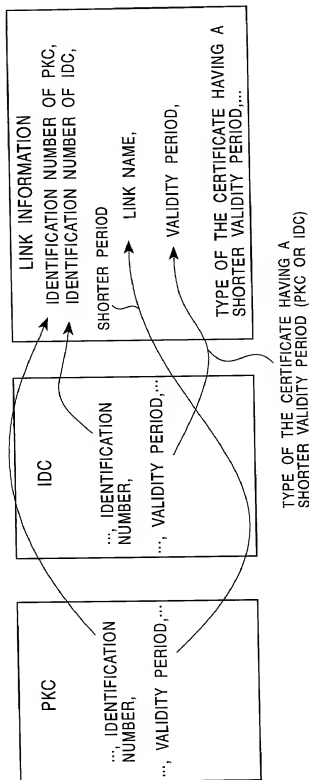 PKC
..., IDENTIFICATION
NUMBER,
..., VALIDITY PERIOD,...
IDC
..., IDENTIFICATION
NUMBER,
..., VALIDITY PERIOD,...
LINK INFORMATION
IDENTIFICATION NUMBER OF PKC,
IDENTIFICATION NUMBER OF IDC,
SHORTER PERIOD
LINK NAME,
VALIDITY PERIOD,
TYPE OF THE CERTIFICATE HAVING A
SHORTER VALIDITY PERIOD,...
TYPE OF THE CERTIFICATE HAVING A
SHORTER VALIDITY PERIOD (PKC OR IDC)